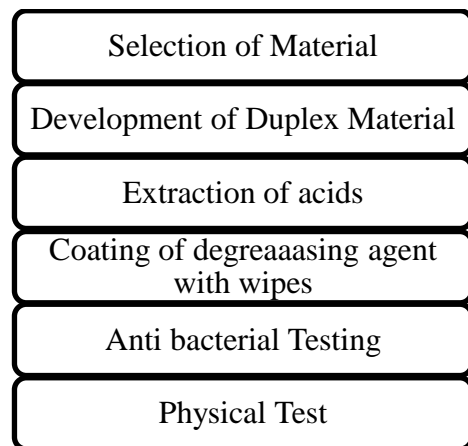 Selection of Material
Development of Duplex Material
Extraction of acids
Coating of degreaaasing agent
with wipes
Anti bacterial Testing
Physical Test